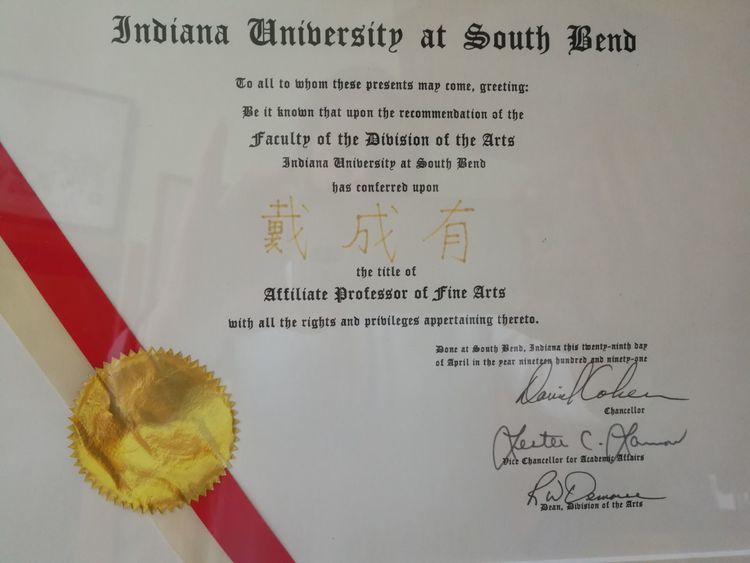 Indiana University at South Bend
To all to whom these presents may come, greeting:
Be it known that upon the recommendation of the
Faculty of the Division of the Arts
Indiana University at South Bend
has conferred upon
戴成有
the title of
Affiliate Professor of Fine Arts
with all the rights and privileges appertaining thereto.
Done at South Bend, Indiana this twenty-ninth day
of April in the year nineteen hundred and ninety-one
David Cohen
Chancellor
Lester C. Lamon
Vice Chancellor for Academic Affairs
Dean, Division of the Arts